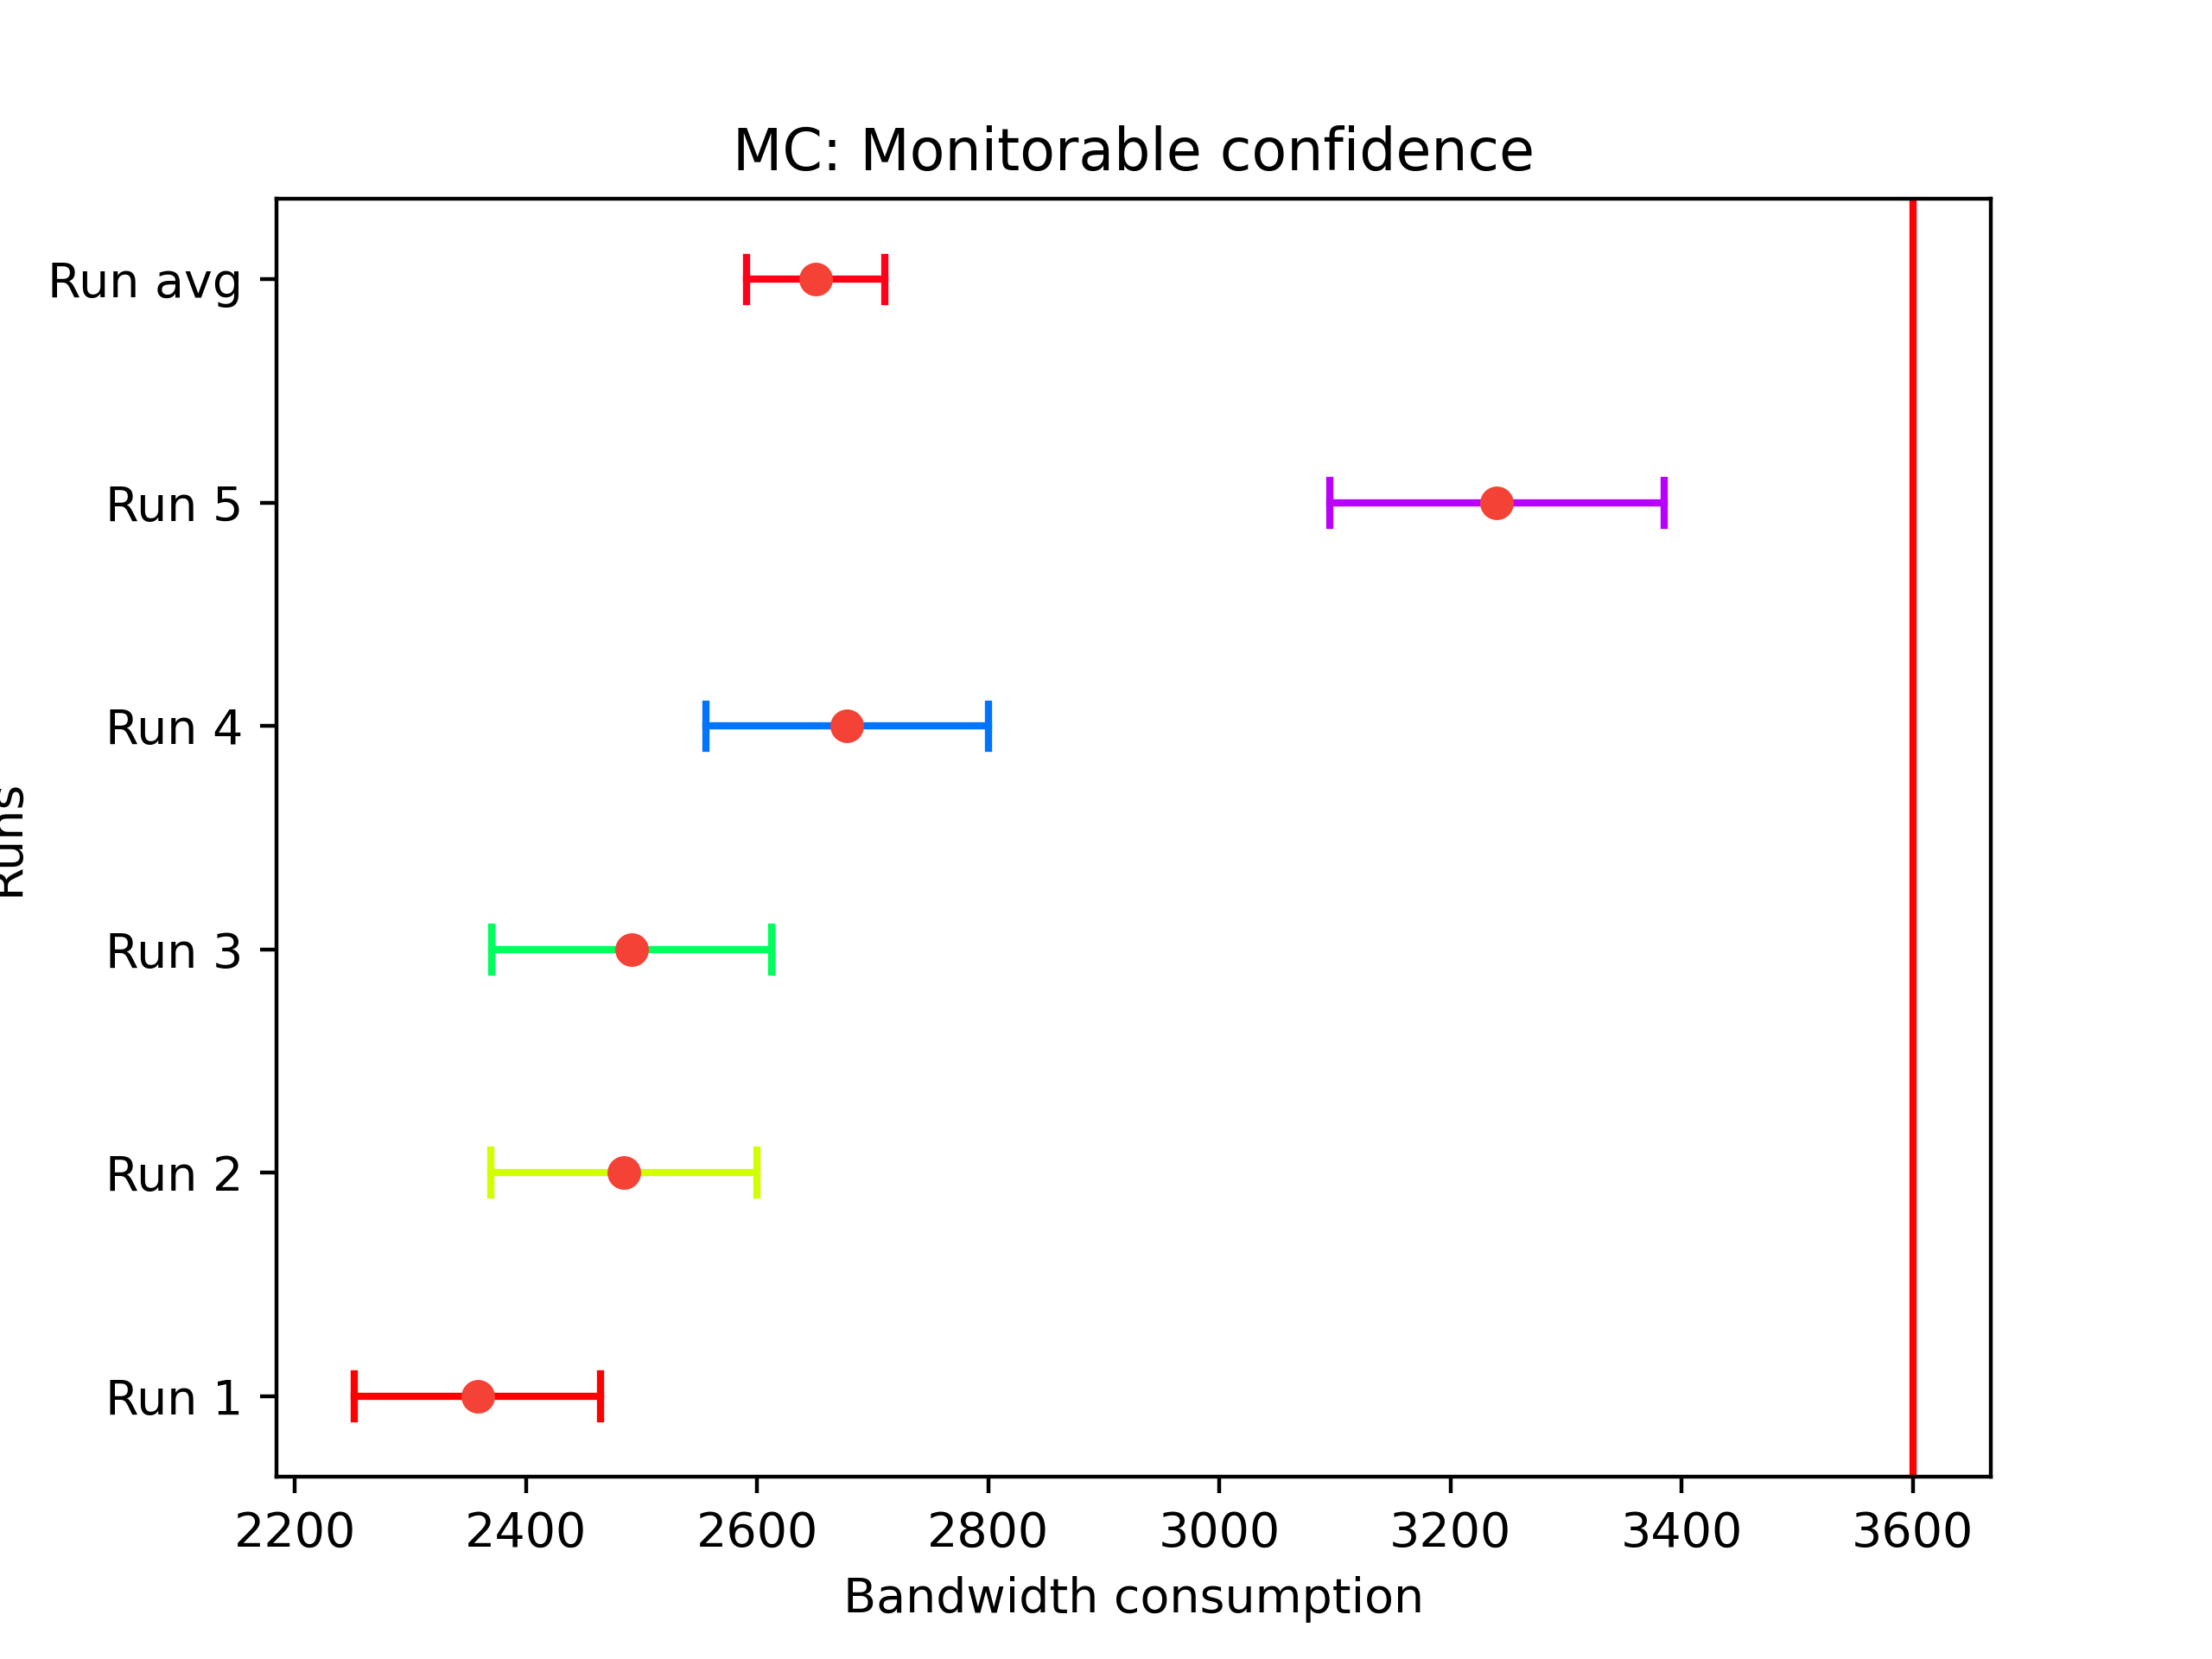 MC: Monitorable confidence
Run avg
Run 5
Run 4
Run 3
Run 2
Run 1
Runs
2200 2400 2600 2800 3000 3200 3400 3600
Bandwidth consumption